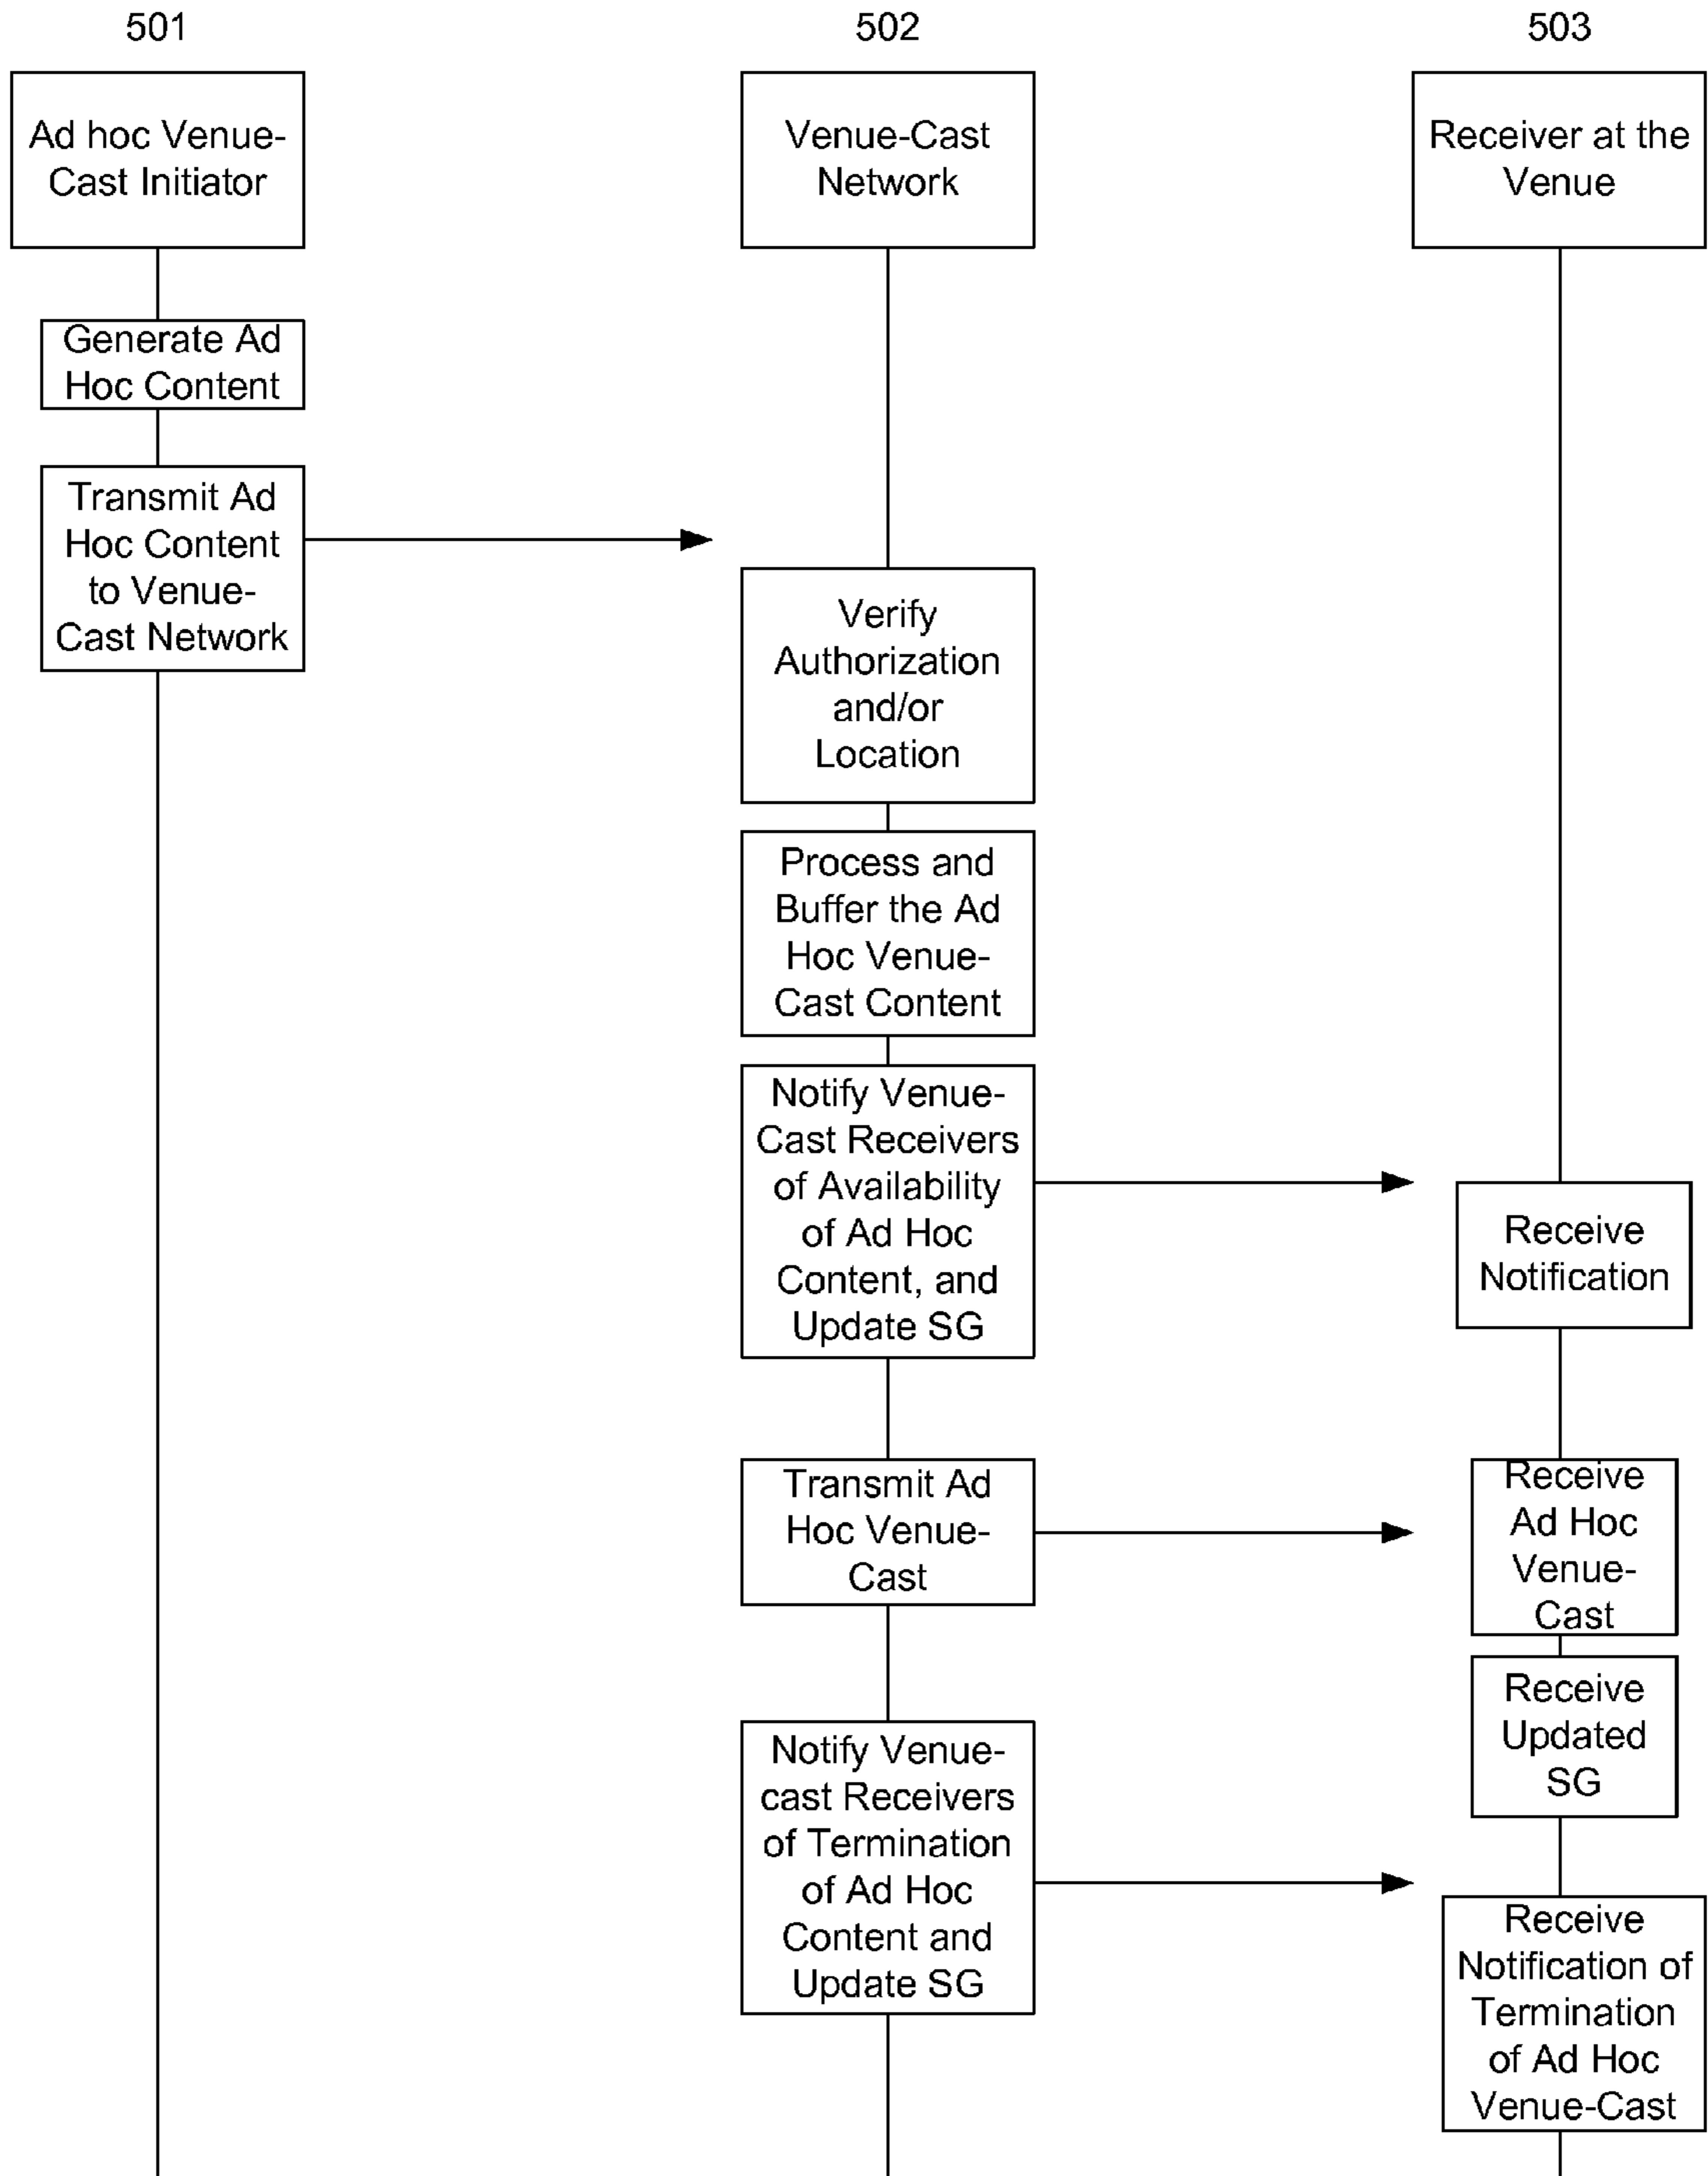 501
502
503
Ad hoc Venue-
Cast Initiator
Venue-Cast
Network
Receiver at the
Venue
Generate Ad
Hoc Content
Transmit Ad
Hoc Content
to Venue-
Cast Network
Verify
Authorization
and/or
Location
Process and
Buffer the Ad
Hoc Venue-
Cast Content
Notify Venue-
Cast Receivers
of Availability
of Ad Hoc
Content, and
Update SG
Receive
Notification
Transmit Ad
Hoc Venue-
Cast
Receive
Ad Hoc
Venue-
Cast
Receive
Updated
SG
Notify Venue-
cast Receivers
of Termination
of Ad Hoc
Content and
Update SG
Receive
Notification of
Termination
of Ad Hoc
Venue-Cast